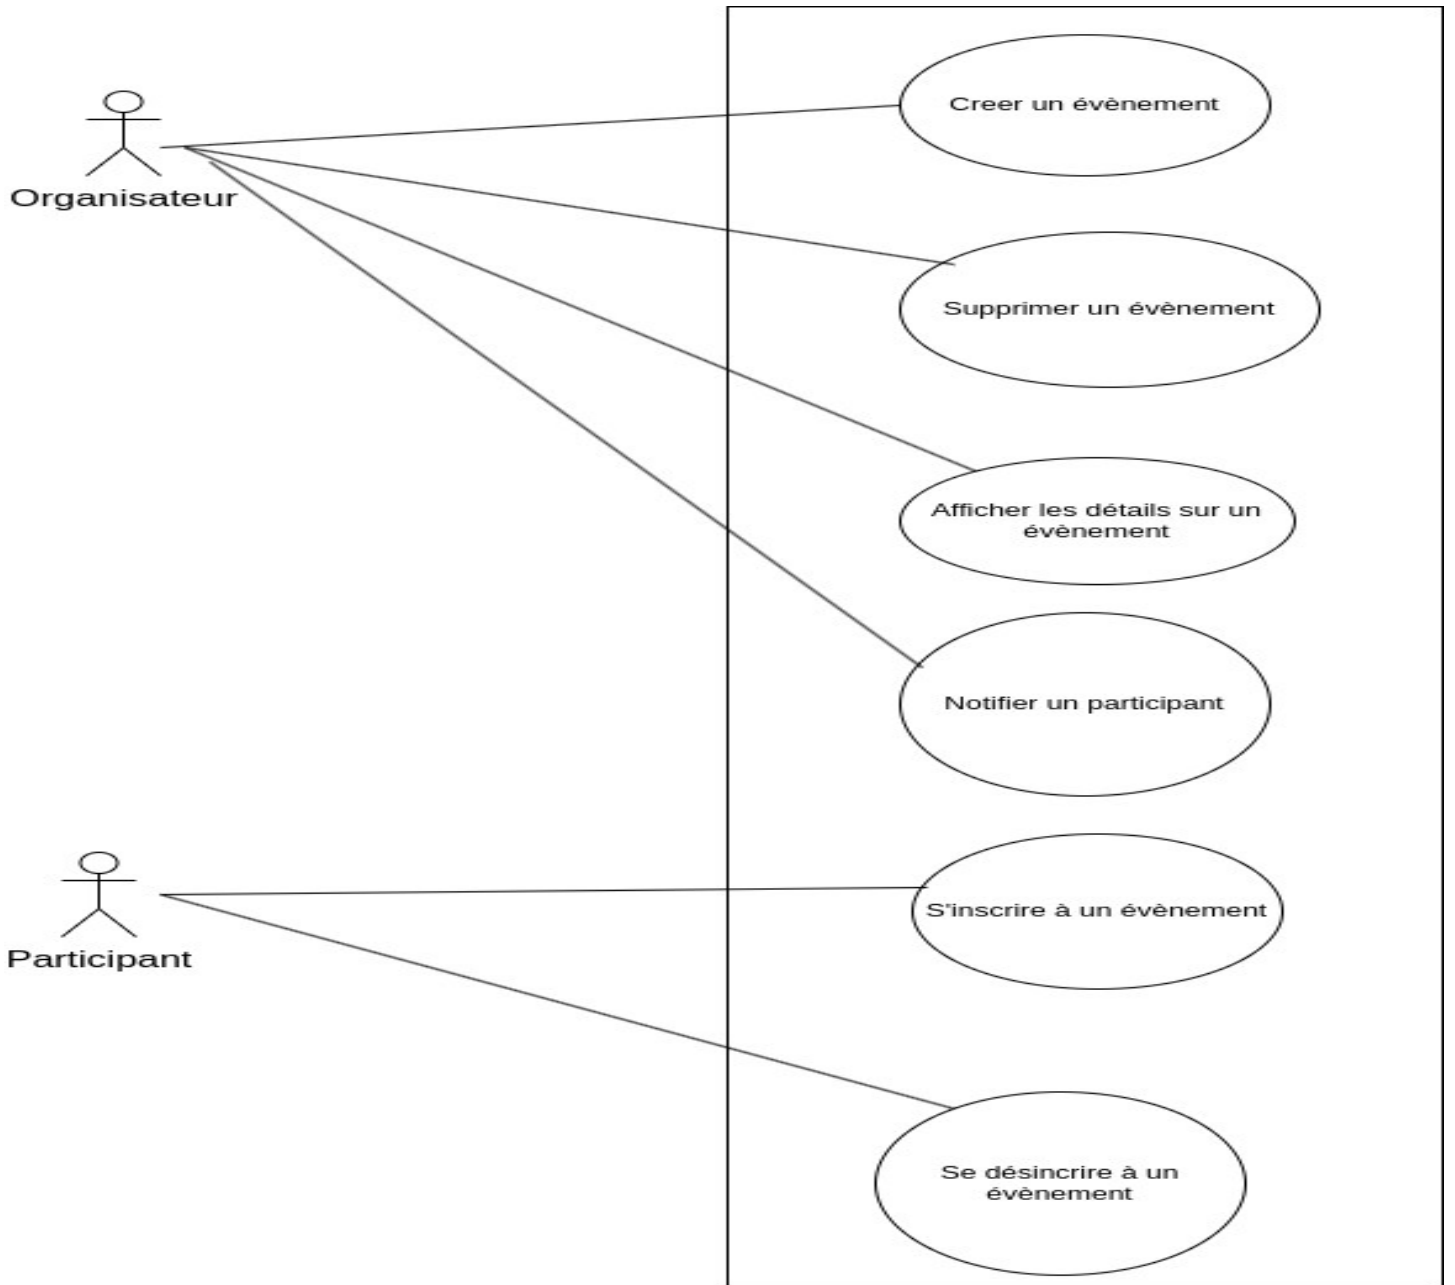 Creer un évènement
Organisateur
Supprimer un évènement
Afficher les détails sur un
évènement
Notifier un participant
S'inscrire à un évènement
Participant
Se désincrire à un
évènement